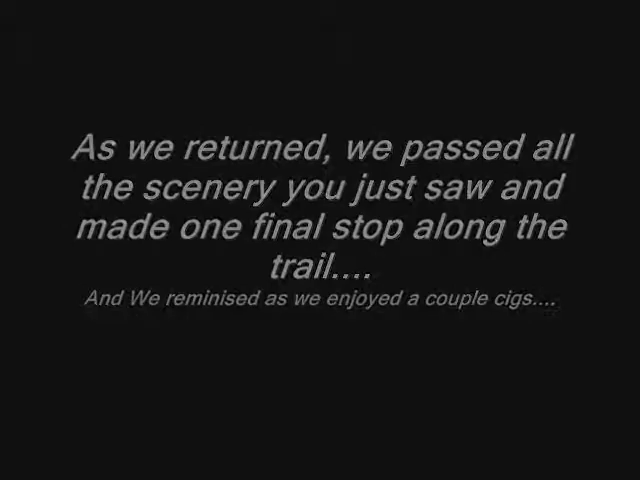 As we returned, we passed all
the scenery you just saw and
made one final stop along the
trail....
And We reminised as we enjoyed a couple cigs....